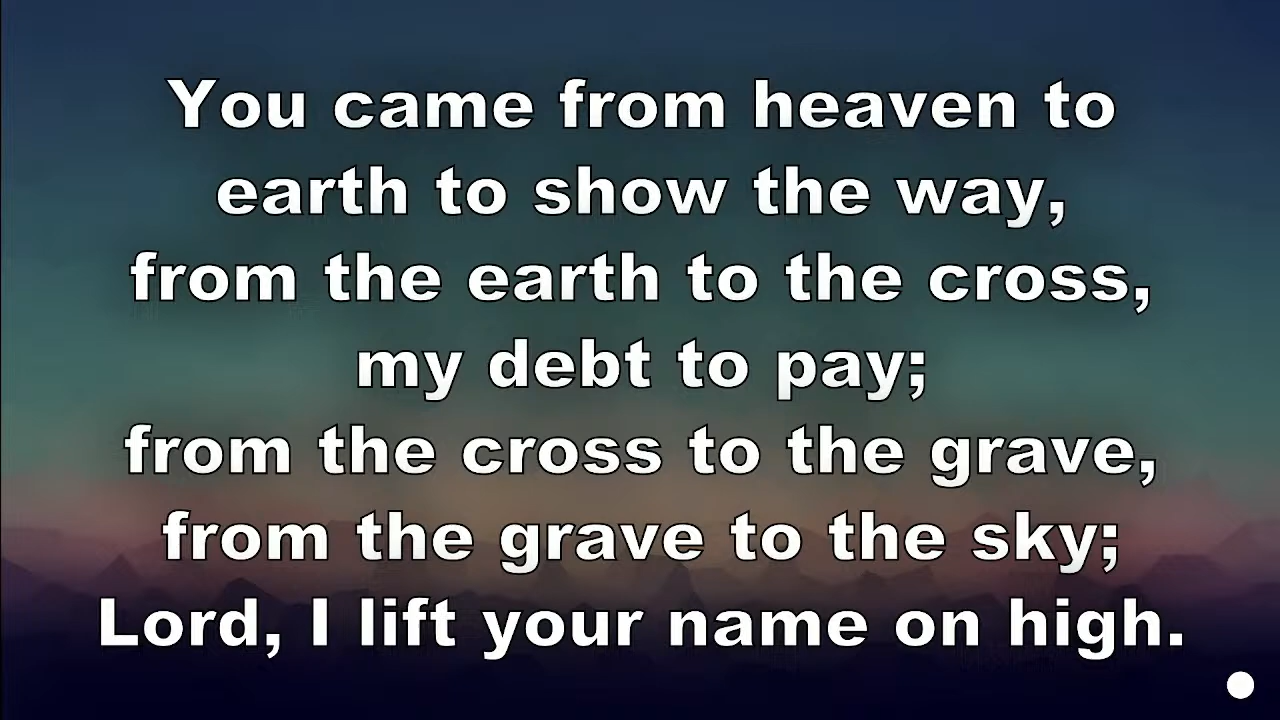 You came from heaven to
earth to show the way,
from the earth to the cross,
my debt to pay;
from the cross to the grave,
from the grave to the sky;
Lord, I lift your name on high.